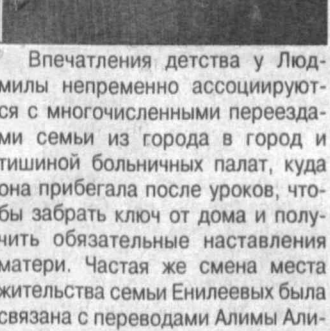 Впечатления детства у Люд-
милы непременно ассоциируют-
ся с многочисленными переезда-
ми семьи из города в город и
тишиной больничных палат, куда
она прибегала после уроков, что-
бы забрать ключ от дома и полу-
чить обязательные наставления
матери. Частая же смена места
жительства семьи Енилеевых была
связана с переводами Алимы Али-